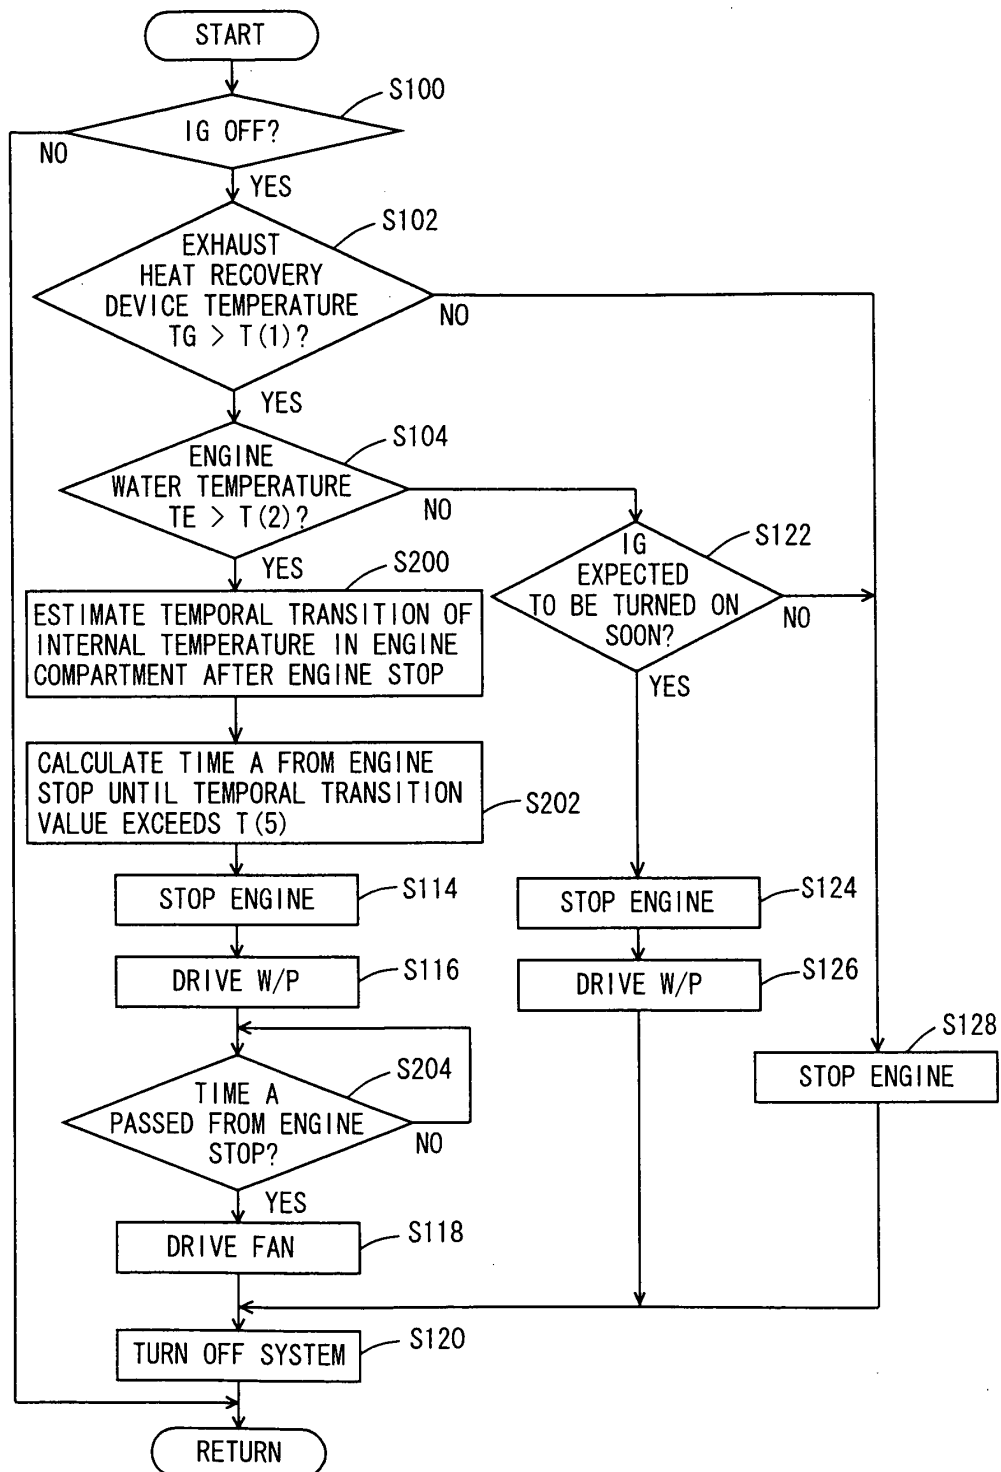 START
S100
IG OFF?
NO
YES
S102
EXHAUST
HEAT RECOVERY
DEVICE TEMPERATURE
TG > T(1)?
NO
YES
S104
ENGINE
WATER TEMPERATURE
TE > T(2)?
NO
YES
S122
IG
EXPECTED
TO BE TURNED ON
SOON?
NO
YES
S200
ESTIMATE TEMPORAL TRANSITION OF
INTERNAL TEMPERATURE IN ENGINE
COMPARTMENT AFTER ENGINE STOP
CALCULATE TIME A FROM ENGINE
STOP UNTIL TEMPORAL TRANSITION
VALUE EXCEEDS T(5)
S202
STOP ENGINE
S114
STOP ENGINE
S124
DRIVE W/P
S116
DRIVE W/P
S126
S128
STOP ENGINE
S204
TIME A
PASSED FROM ENGINE
STOP?
NO
YES
DRIVE FAN
S118
TURN OFF SYSTEM
S120
RETURN